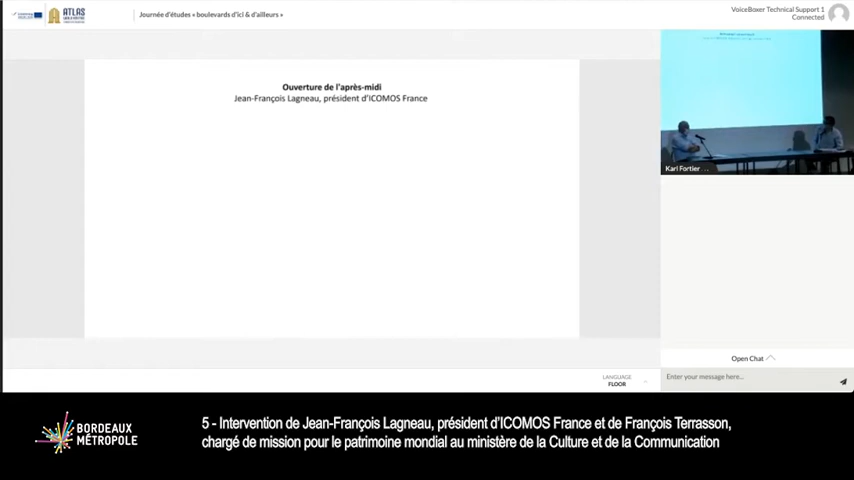 ATLAS
Journée d'études « boulevards d'ici & d'ailleurs »
VoiceBoxer Technical Support 1
Connected
Ouverture de l'après-midi
Jean-François Lagneau, président d'ICOMOS France
Karl Fortier ...
Open Chat
LANGUAGE
FLOOR
Enter your message here...
BORDEAUX
MÉTROPOLE
5 - Intervention de Jean-François Lagneau, président d'ICOMOS France et de François Terrasson,
chargé de mission pour le patrimoine mondial au ministère de la Culture et de la Communication